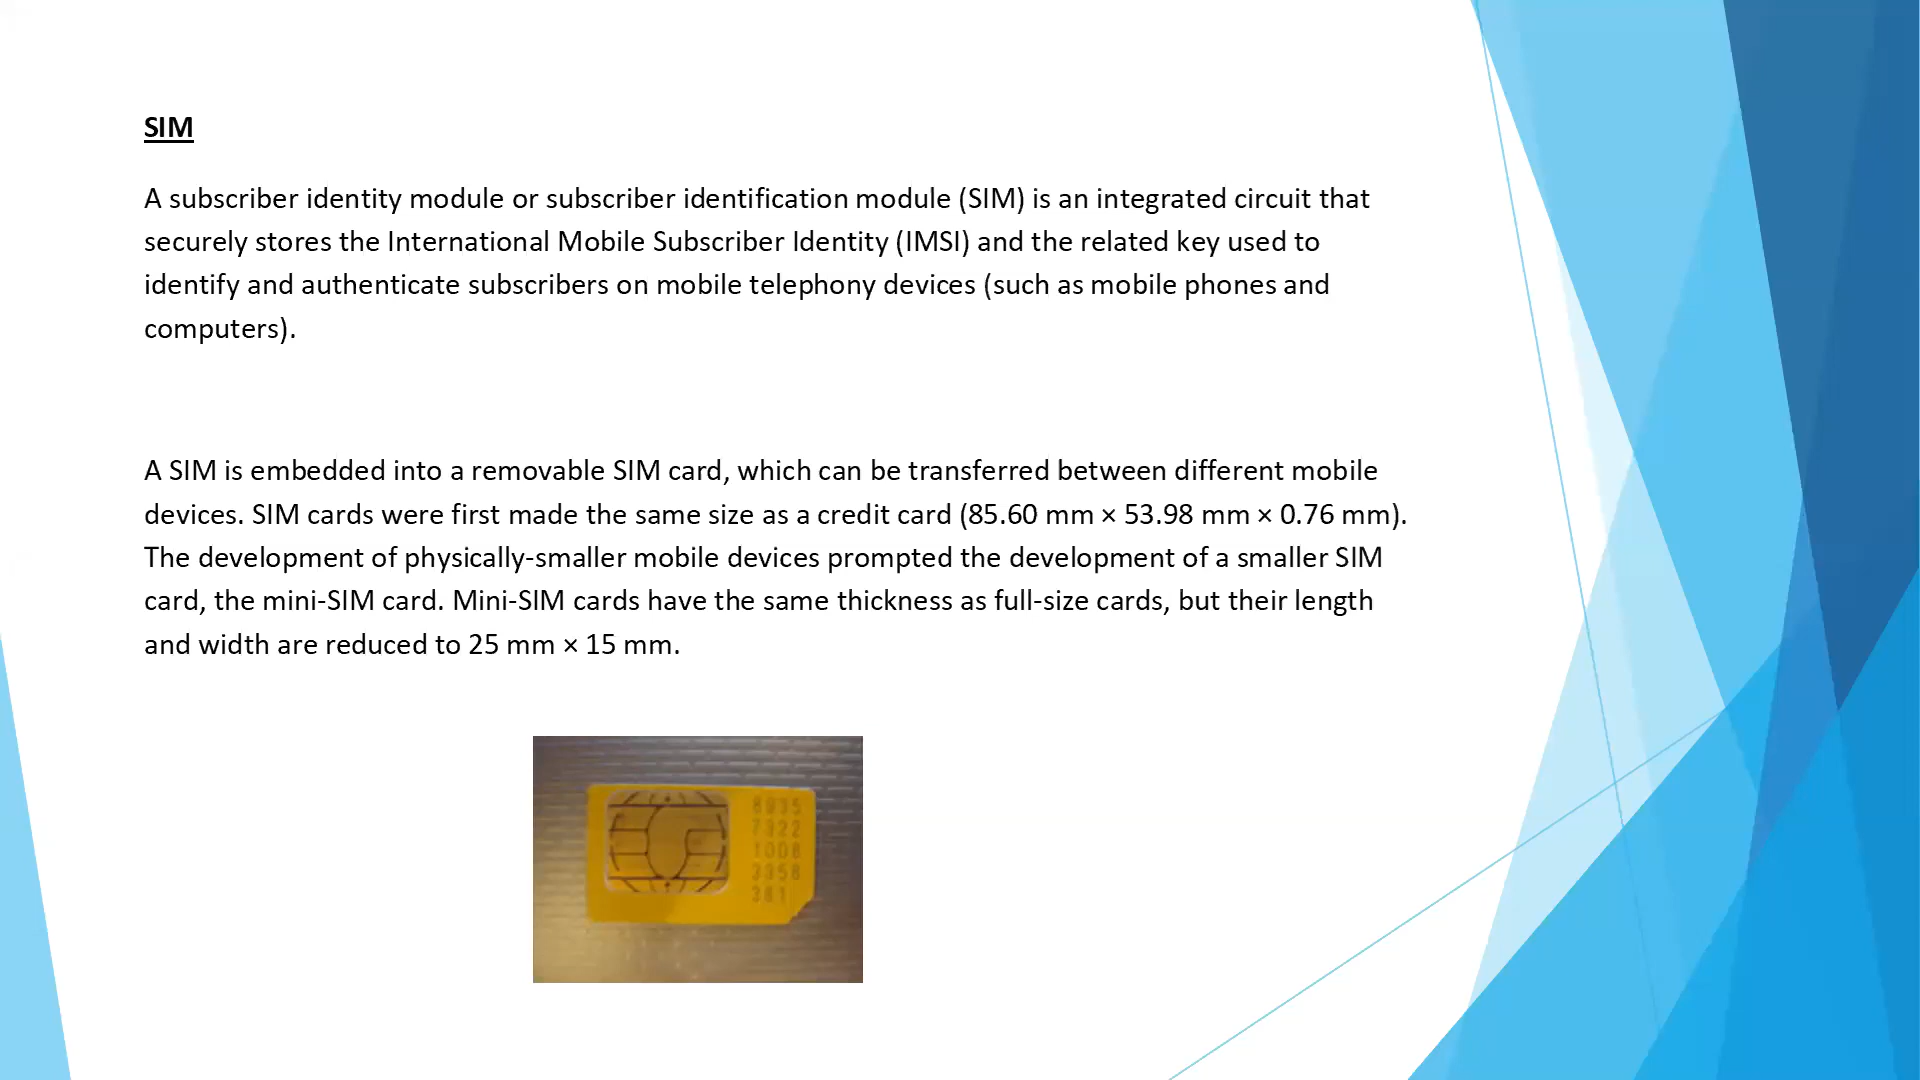 SIM
A subscriber identity module or subscriber identification module (SIM) is an integrated circuit that
securely stores the International Mobile Subscriber Identity (IMSI) and the related key used to
identify and authenticate subscribers on mobile telephony devices (such as mobile phones and
computers).
A SIM is embedded into a removable SIM card, which can be transferred between different mobile
devices. SIM cards were first made the same size as a credit card (85.60 mm × 53.98 mm × 0.76 mm).
The development of physically-smaller mobile devices prompted the development of a smaller SIM
card, the mini-SIM card. Mini-SIM cards have the same thickness as full-size cards, but their length
and width are reduced to 25 mm × 15 mm.
1008